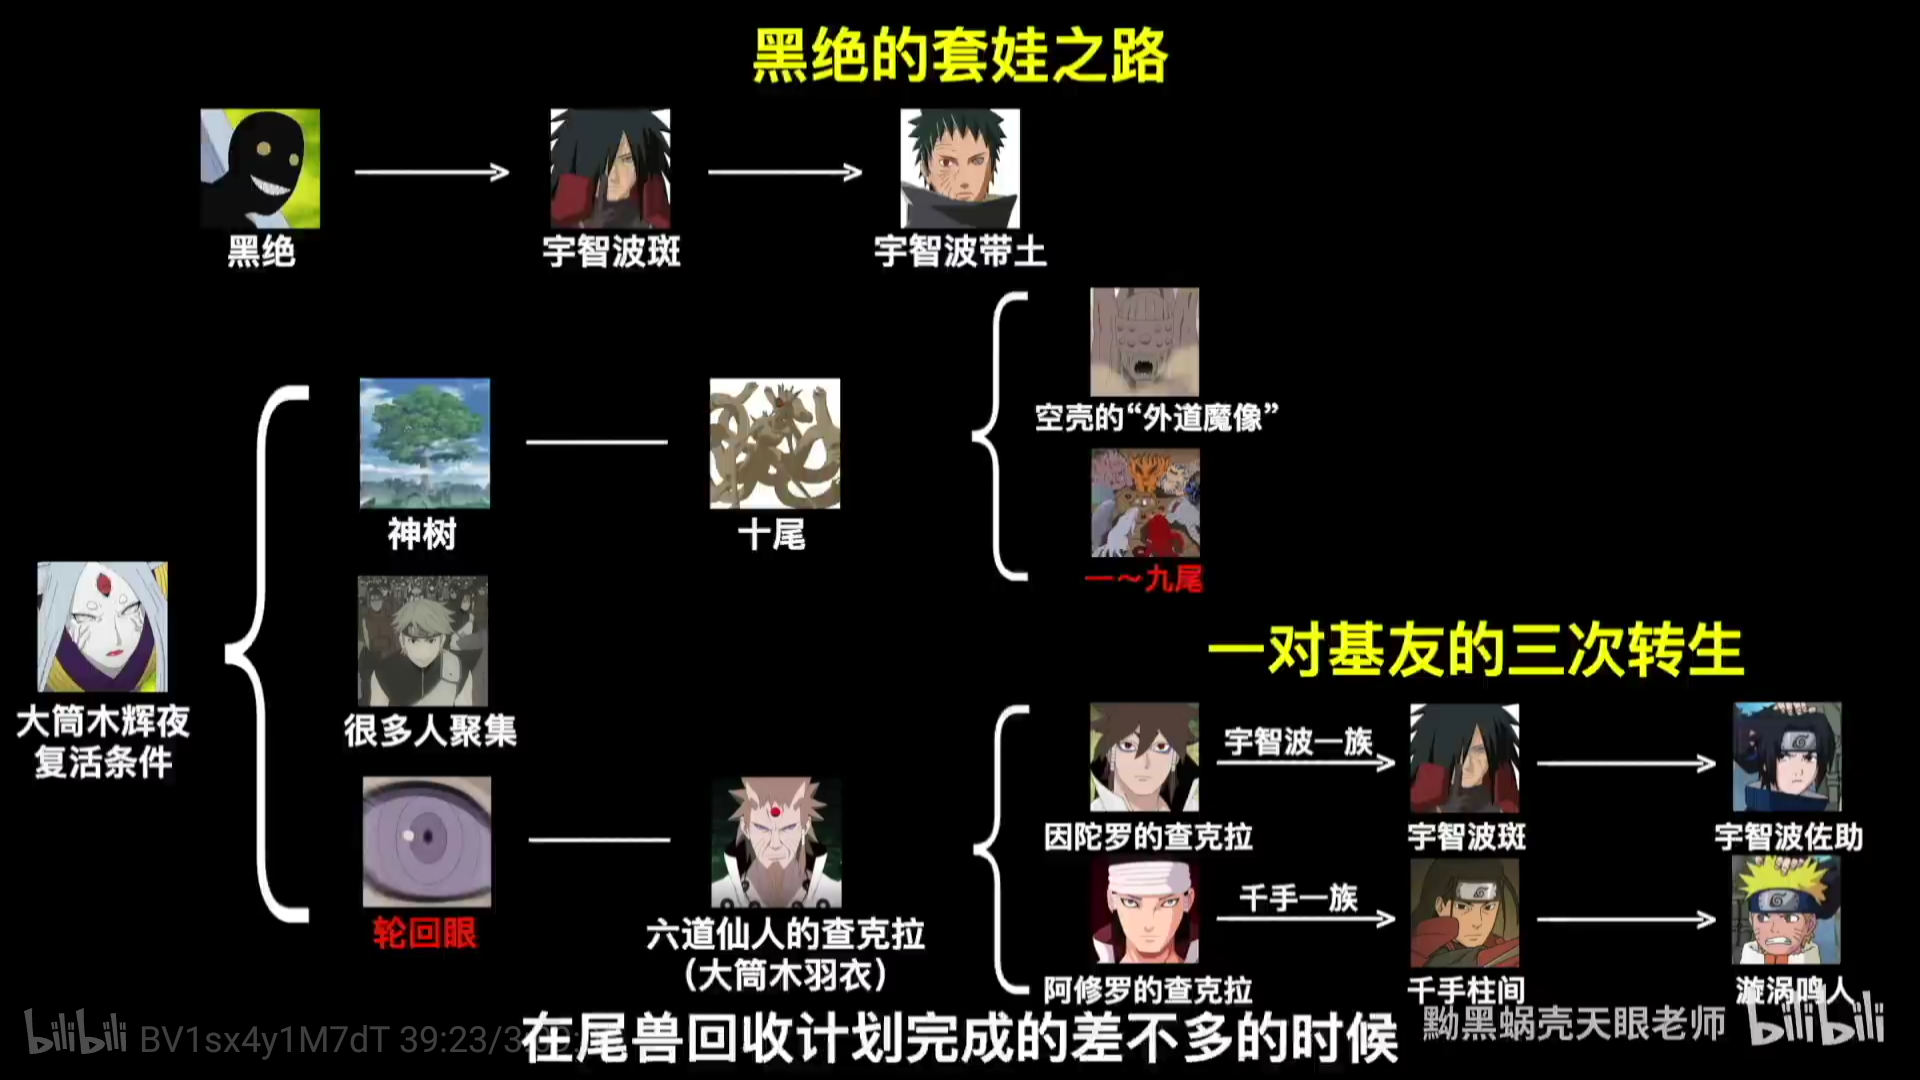 黑绝的套娃之路
黑绝
宇智波斑
宇智波带土
空壳的“外道魔像”
神树
十尾
一～九尾
大筒木辉夜
复活条件
很多人聚集
轮回眼
六道仙人的查克拉
（大筒木羽衣）
一对基友的三次转生
因陀罗的查克拉
宇智波一族
宇智波斑
宇智波佐助
阿修罗的查克拉
千手一族
千手柱间
漩涡鸣人
bilibili BV1sx4y1M7dT 39:23/3
在尾兽回收计划完成的差不多的时候
黝黑蜗壳天眼老师 bilibili